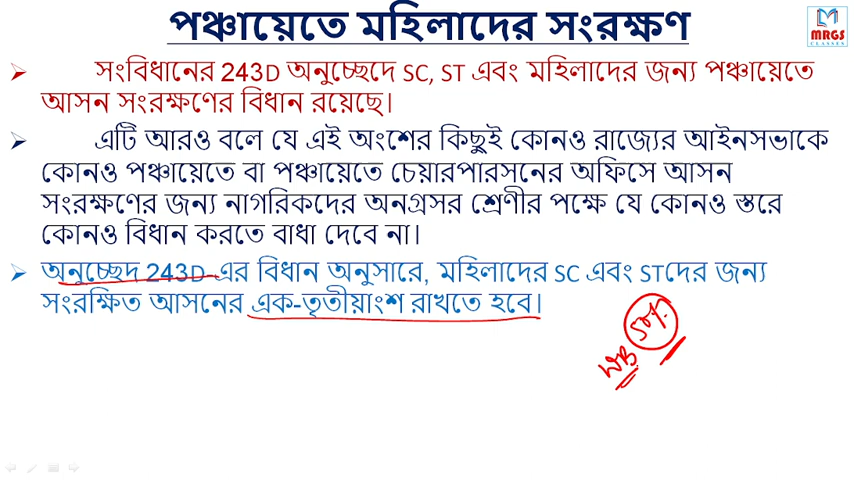 পঞ্চায়েতে মহিলাদের সংরক্ষণ
MRGS
CLASSES
➢ সংবিধানের 243D অনুচ্ছেদে SC, ST এবং মহিলাদের জন্য পঞ্চায়েতে
আসন সংরক্ষণের বিধান রয়েছে।
➢ এটি আরও বলে যে এই অংশের কিছুই কোনও রাজ্যের আইনসভাকে
কোনও পঞ্চায়েতে বা পঞ্চায়েতে চেয়ারপারসনের অফিসে আসন
সংরক্ষণের জন্য নাগরিকদের অনগ্রসর শ্রেণীর পক্ষে যে কোনও স্তরে
কোনও বিধান করতে বাধা দেবে না।
➢ অনুচ্ছেদ 243D-এর বিধান অনুসারে, মহিলাদের SC এবং STদের জন্য
সংরক্ষিত আসনের এক-তৃতীয়াংশ রাখতে হবে।
WB 50%